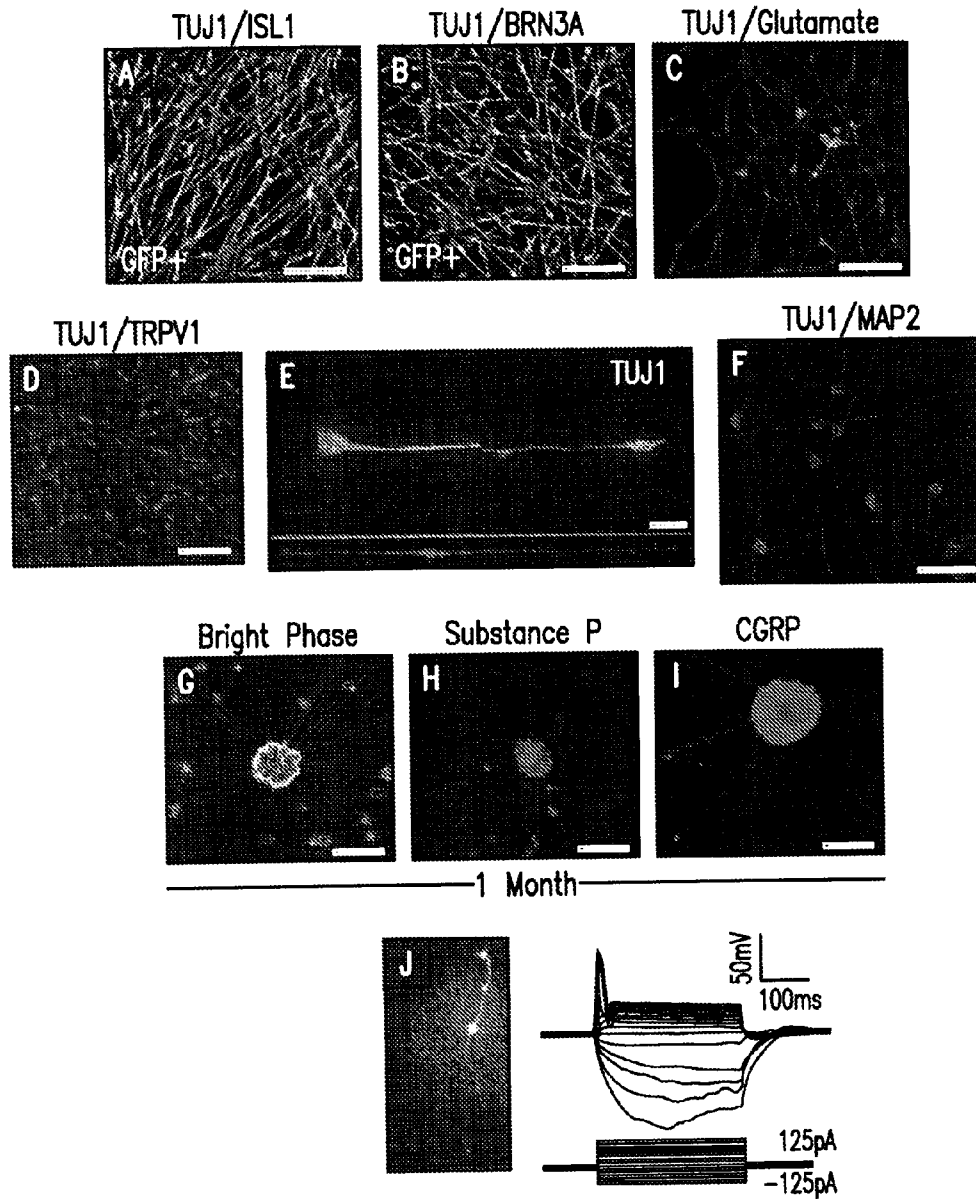 TUJ1/ISL1
TUJ1/BRN3A
TUJ1/Glutamate
A
B
C
GFP+
GFP+
TUJ1/TRPV1
TUJ1/MAP2
D
E
TUJ1
F
Bright Phase
Substance P
CGRP
G
H
I
1 Month
J
50mV
100ms
125pA
-125pA